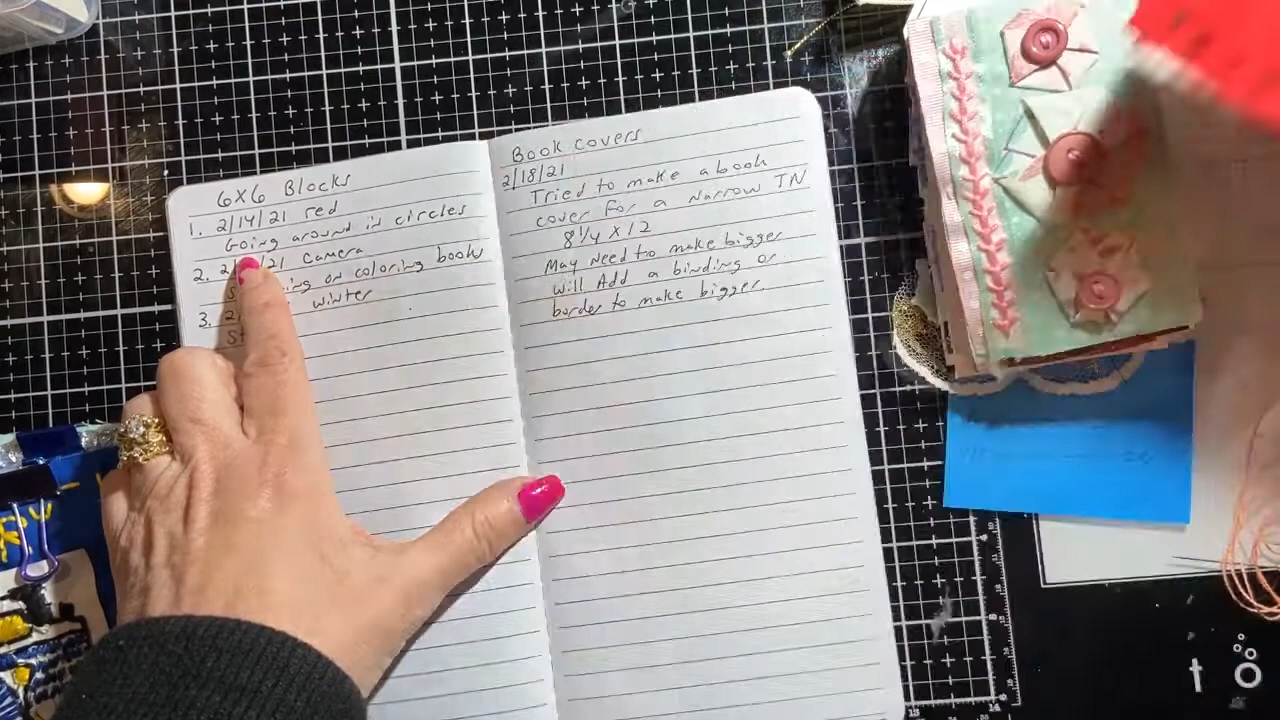 6x6 Blocks
1. 2/14/21 red
Going around in circles
2. /21 Camera
on coloring book
3.
winter
Book covers
2/18/21
Tried to make a book
cover for a Narrow TN
8 1/4 X 12
May Need to make bigger
will Add a binding or
border to make bigger